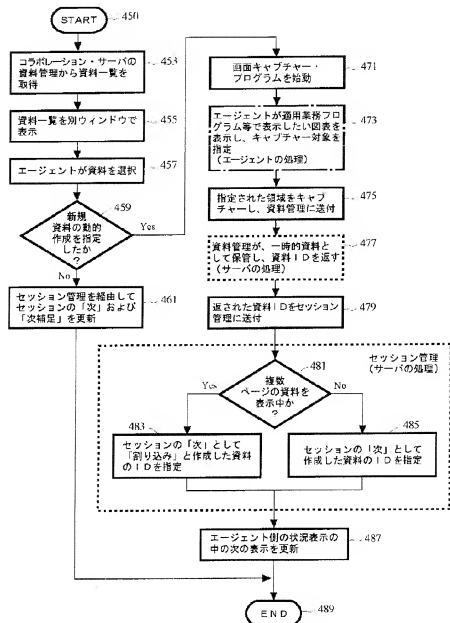 START
450
コラボレーション・サーバの
資料管理から資料一覧を
取得
453
資料一覧を別ウィンドウで
表示
455
457
エージェントが資料を選択
459
新規
資料の動的
作成を指定
したか
?
Yes
No
セッション管理を経由して
セッションの「次」および
「次補足」を更新
461
画面キャプチャー・
プログラムを始動
471
エージェントが適用業務プロ
グラム等で表示したい図表を
表示し、キャプチャー対象を
指定
(エージェントの処理)
473
指定された領域をキャプ
チャーし、資料管理に送付
475
資料管理が、一時的資料と
して保管し、資料IDを返す
(サーバの処理)
477
返された資料IDをセッション
管理に送付
479
セッション管理
(サーバの処理)
481
複数
ページの資料を
表示中か
?
Yes
No
483
セッションの「次」として
「割り込み」と作成した資料
のIDを指定
485
セッションの「次」として
作成した資料のIDを指定
エージェント側の状況表示の
中の次の表示を更新
487
END
489